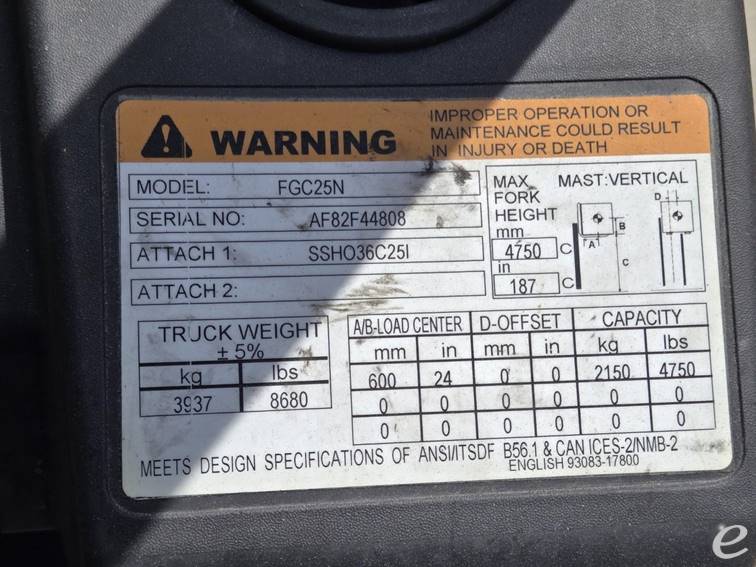 WARNING
IMPROPER OPERATION OR
MAINTENANCE COULD RESULT
IN INJURY OR DEATH
MODEL: FGC25N
SERIAL NO: AF82F44808
ATTACH 1: SSHO36C25I
ATTACH 2:
MAX. MAST:VERTICAL
FORK
HEIGHT
mm
4750 C
in
187 C
D
B
A
C
TRUCK WEIGHT
± 5%
kg lbs
3937 8680
A/B-LOAD CENTER D-OFFSET CAPACITY
mm in mm in kg lbs
600 24 0 0 2150 4750
0 0 0 0 0 0
0 0 0 0 0 0
MEETS DESIGN SPECIFICATIONS OF ANSI/ITSDF B56.1 & CAN ICES-2/NMB-2
ENGLISH 93083-17800
e